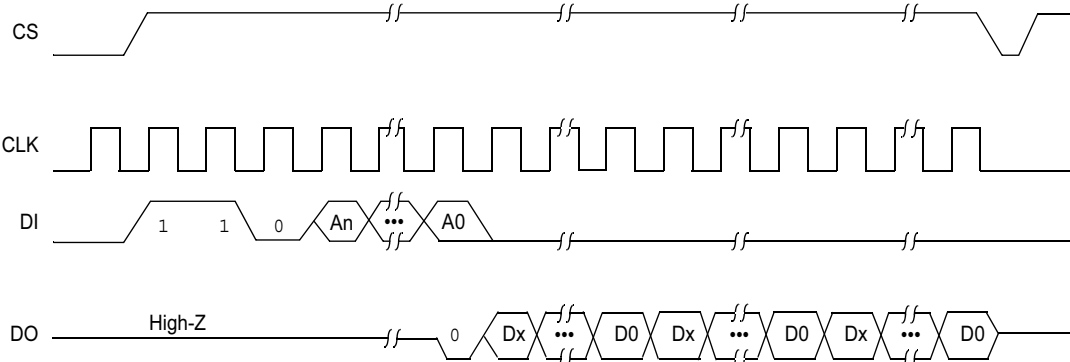 CS
CLK
DI 1 1 0 An ••• A0
High-Z
DO 0 Dx ••• D0 Dx ••• D0 Dx ••• D0